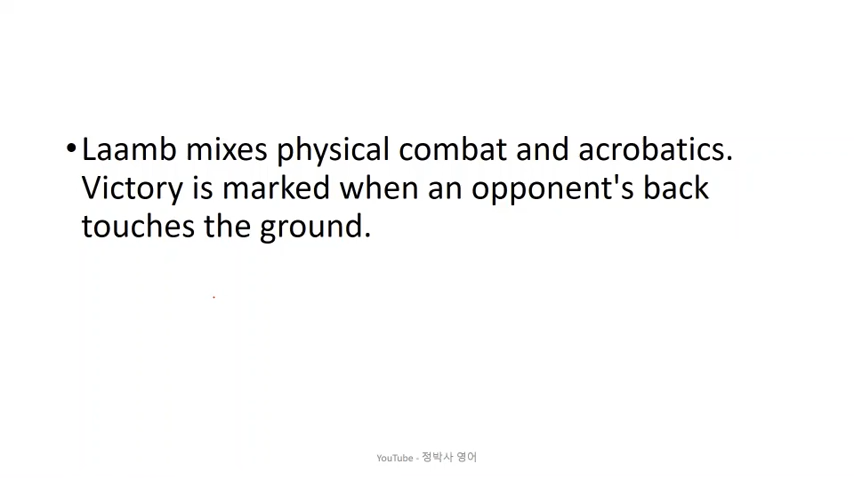 •Laamb mixes physical combat and acrobatics.
Victory is marked when an opponent's back
touches the ground.
YouTube - 정박사 영어